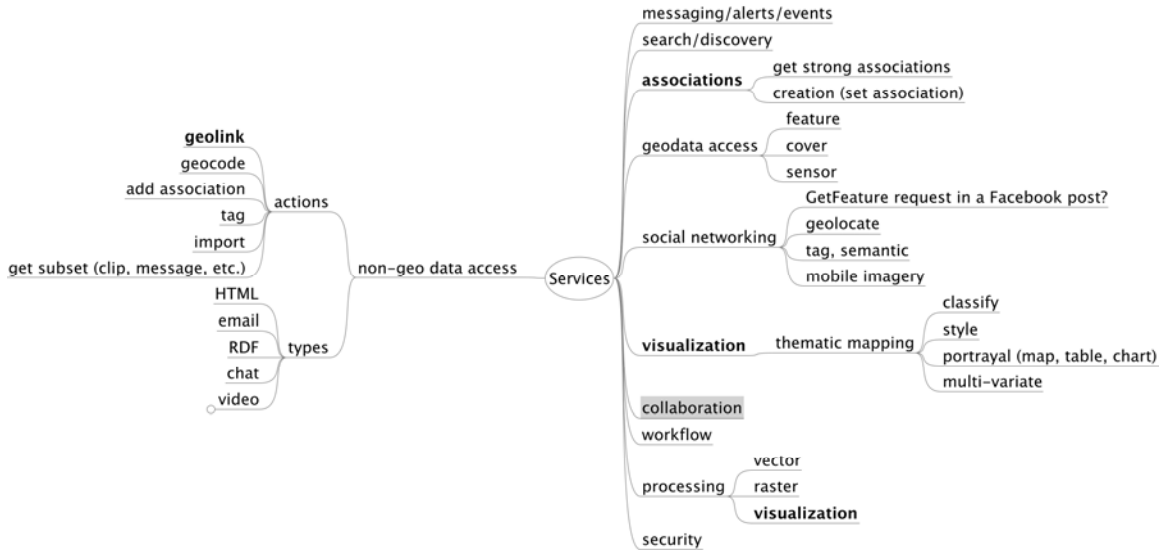 messaging/alerts/events
search/discovery
associations
get strong associations
creation (set association)
geodata access
feature
cover
sensor
social networking
GetFeature request in a Facebook post?
geolocate
tag, semantic
mobile imagery
visualization
thematic mapping
classify
style
portrayal (map, table, chart)
multi-variate
collaboration
workflow
processing
vector
raster
visualization
security
Services
non-geo data access
actions
geolink
geocode
add association
tag
import
get subset (clip, message, etc.)
types
HTML
email
RDF
chat
video